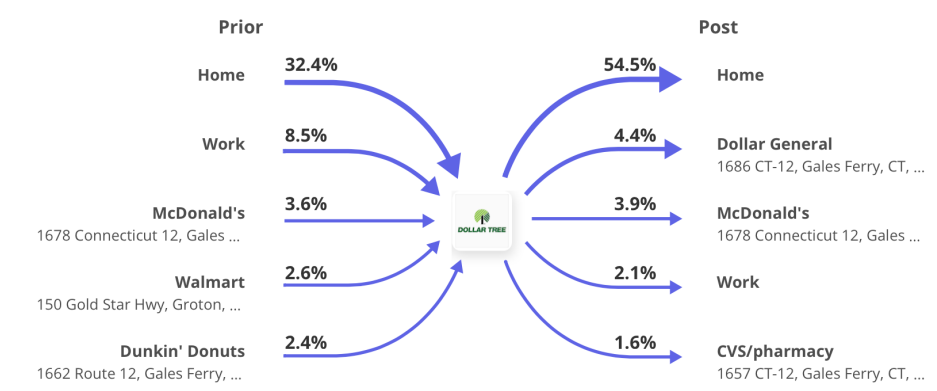 Prior
Post
Home
32.4%
54.5%
Home
Work
8.5%
4.4%
Dollar General
1686 CT-12, Gales Ferry, CT, ...
McDonald's
1678 Connecticut 12, Gales ...
3.6%
DOLLAR TREE
3.9%
McDonald's
1678 Connecticut 12, Gales ...
Walmart
150 Gold Star Hwy, Groton, ...
2.6%
2.1%
Work
Dunkin' Donuts
1662 Route 12, Gales Ferry, ...
2.4%
1.6%
CVS/pharmacy
1657 CT-12, Gales Ferry, CT, ...